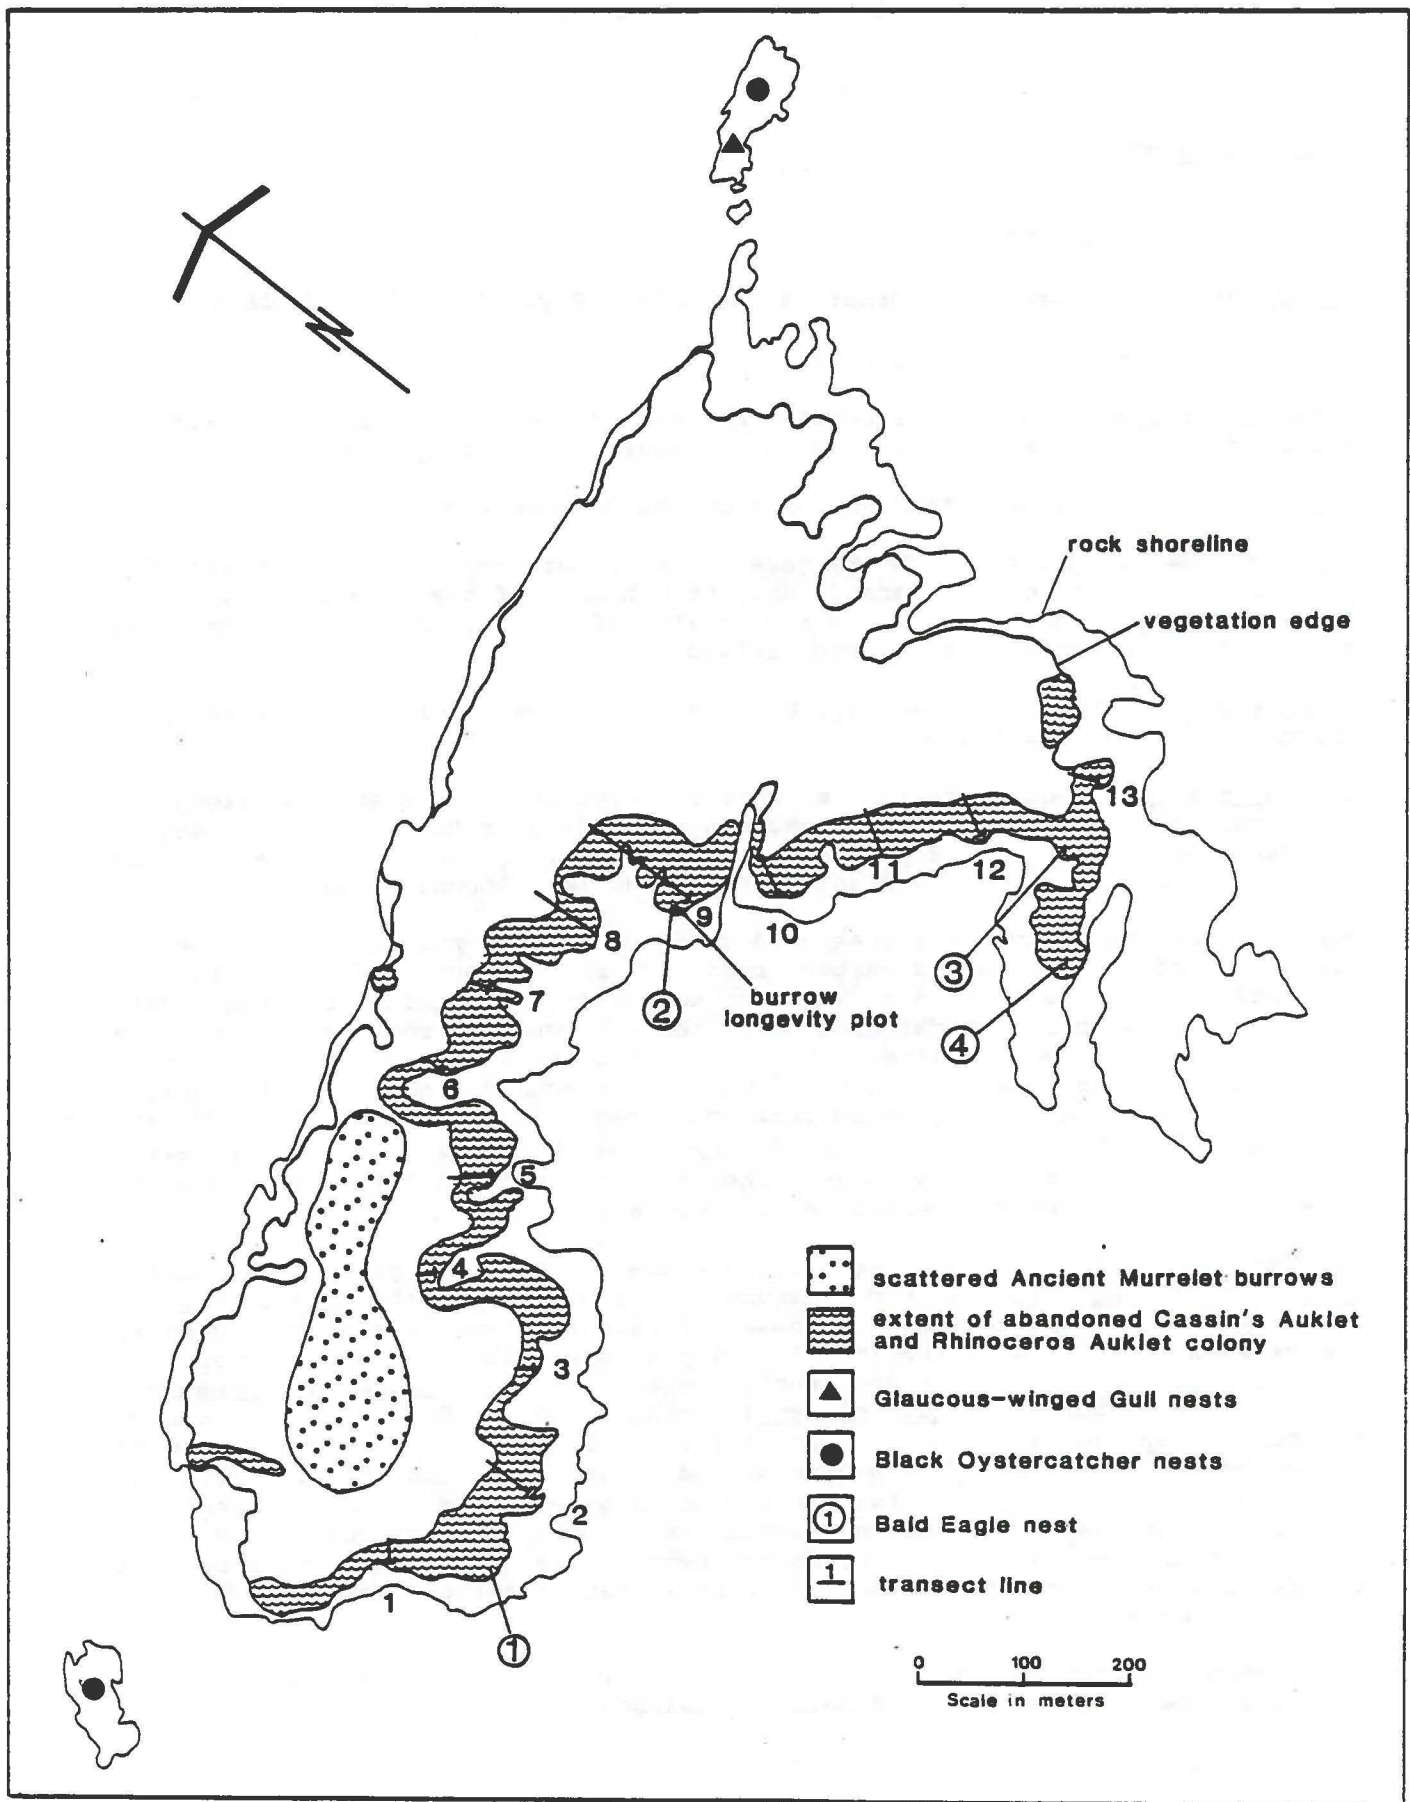 rock shoreline
vegetation edge
13
11
12
9
10
8
3
7
2
burrow
longevity plot
4
6
5
4
3
2
1
1
scattered Ancient Murrelet burrows
extent of abandoned Cassin's Auklet
and Rhinoceros Auklet colony
Glaucous-winged Gull nests
Black Oystercatcher nests
1
Bald Eagle nest
1
transect line
0 100 200
Scale in meters